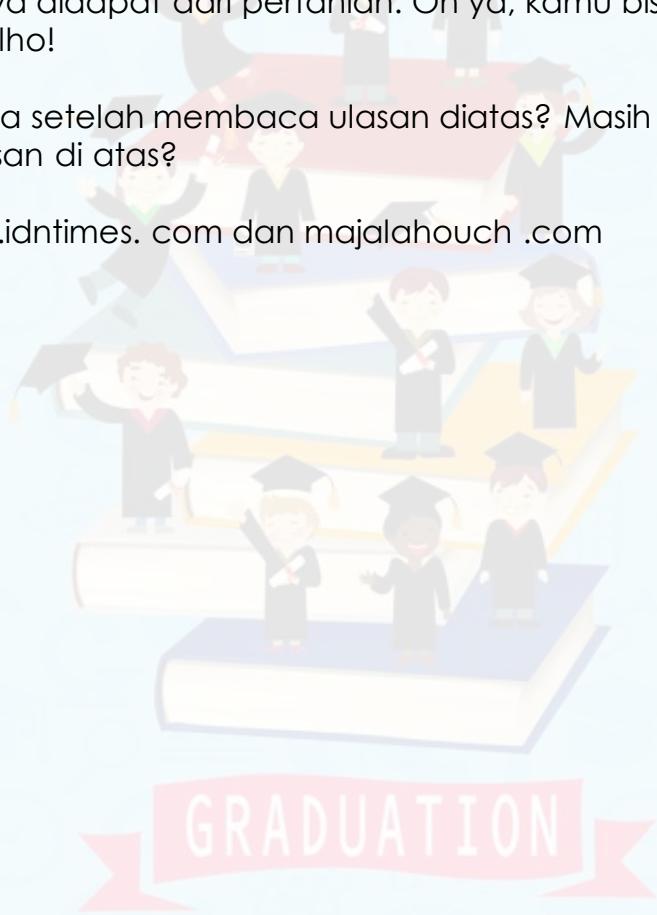 didapat dari pertanian. Oh ya, kamu bis
lho!
a setelah membaca ulasan diatas? Masih
san di atas?
.idntimes. com dan majalahouch .com
GRADUATION